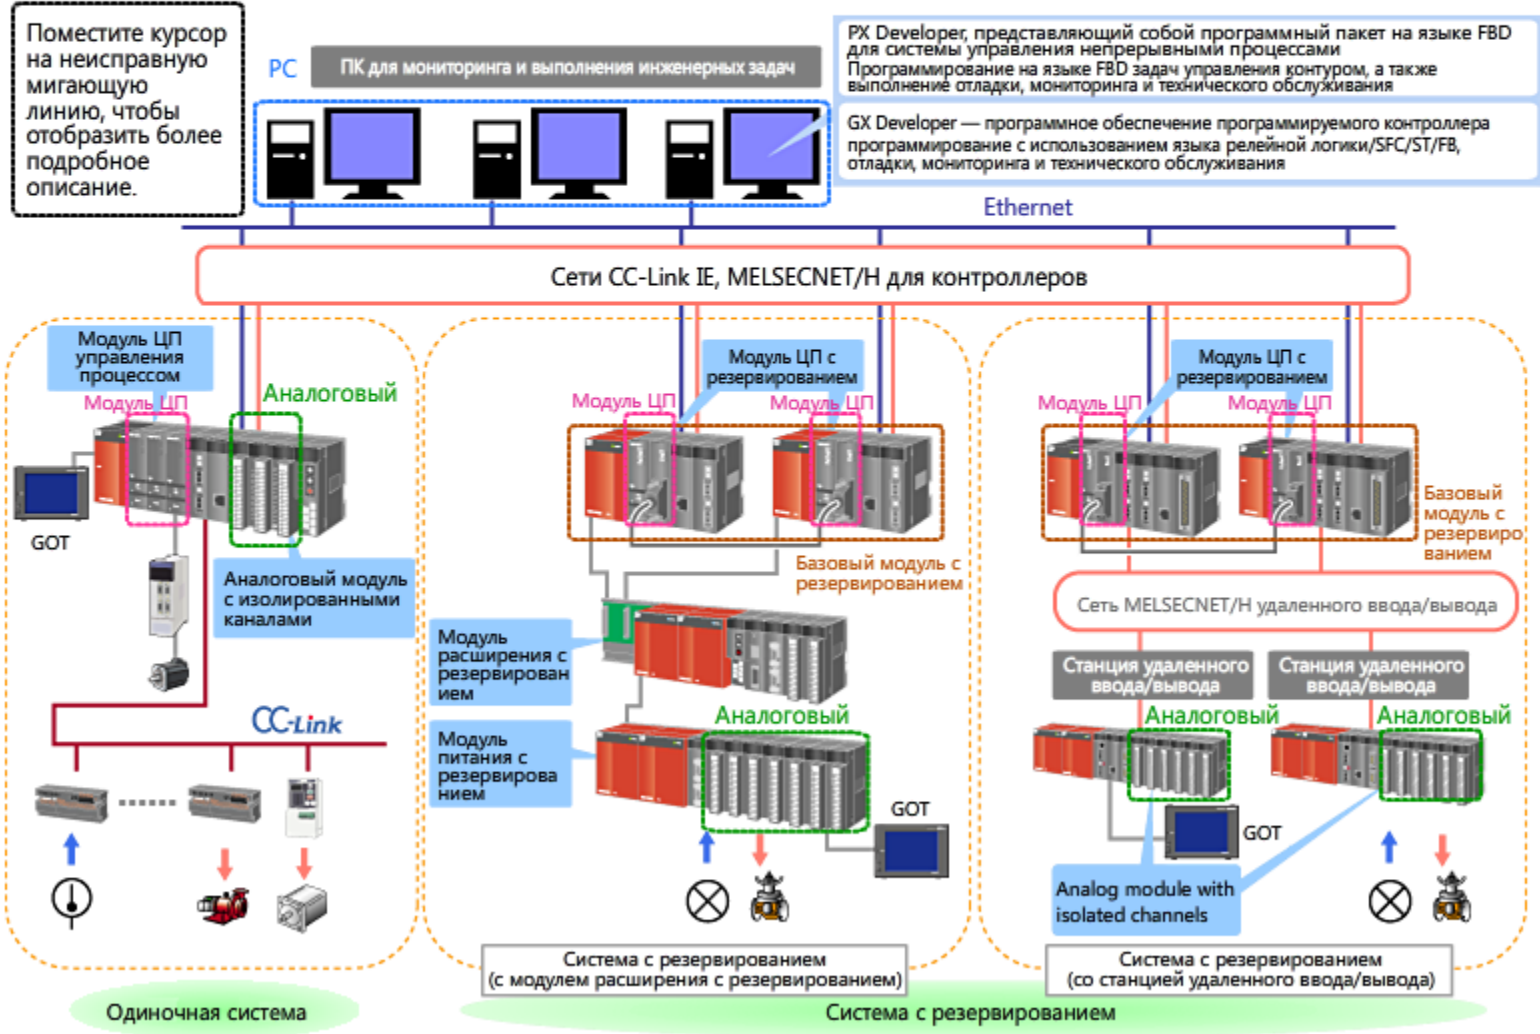 Поместите курсор
на неисправную
мигающую
линию, чтобы
отобразить более
подробное
описание.
PC
ПК для мониторинга и выполнения инженерных задач
PX Developer, представляющий собой программный пакет на языке FBD
для системы управления непрерывными процессами
Программирование на языке FBD задач управления контуром, а также
выполнение отладки, мониторинга и технического обслуживания
GX Developer — программное обеспечение программируемого контроллера
программирование с использованием языка релейной логики/SFC/ST/FB,
отладки, мониторинга и технического обслуживания
Ethernet
Сети CC-Link IE, MELSECNET/H для контроллеров
Модуль ЦП
управления
процессом
Модуль ЦП
Аналоговый
GOT
Аналоговый модуль
с изолированными
каналами
CC-Link
Одиночная система
Модуль ЦП с
резервированием
Модуль ЦП
Модуль ЦП
Базовый модуль с
резервированием
Модуль
расширения с
резервирован
ием
Модуль
питания с
резервирова
нием
Аналоговый
GOT
Система с резервированием
(с модулем расширения с резервированием)
Модуль ЦП с
резервированием
Модуль ЦП
Модуль ЦП
Базовый
модуль с
резервиро
ванием
Сеть MELSECNET/H удаленного ввода/вывода
Станция удаленного
ввода/вывода
Станция удаленного
ввода/вывода
Аналоговый
Аналоговый
GOT
Analog module with
isolated channels
Система с резервированием
(со станцией удаленного ввода/вывода)
Система с резервированием